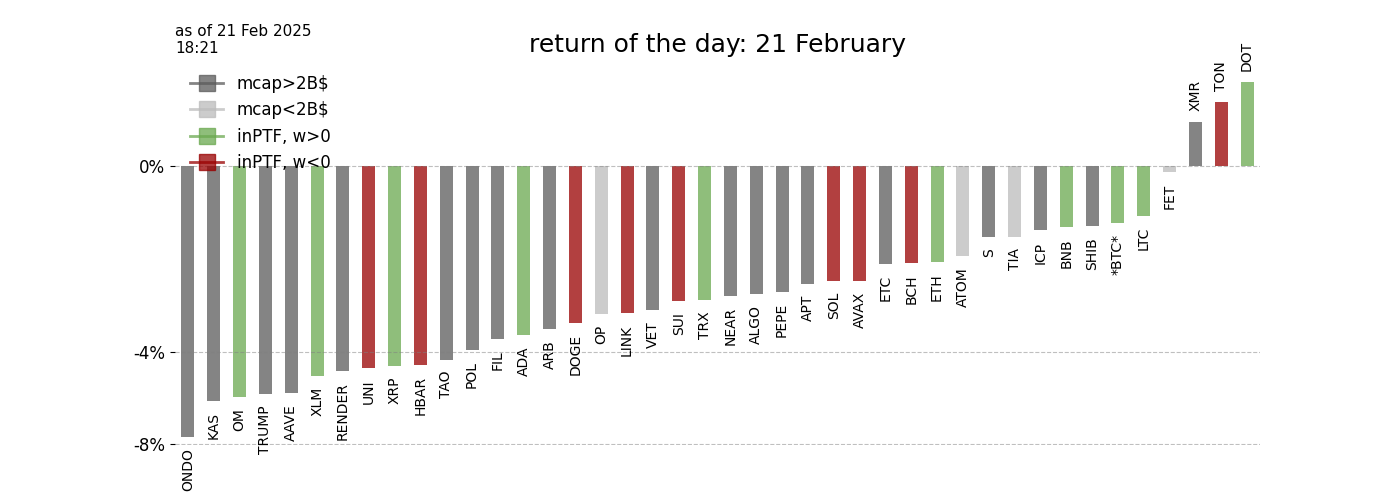 as of 21 Feb 2025
18:21
return of the day: 21 February
mcap>2B$
mcap<2B$
inPTF, w>0
inPTF, w<0
0%
-4%
-8%
ONDO
KAS
OM
TRUMP
AAVE
XLM
RENDER
UNI
XRP
HBAR
TAO
POL
FIL
ADA
ARB
DOGE
OP
LINK
VET
SUI
TRX
NEAR
ALGO
PEPE
APT
SOL
AVAX
ETC
BCH
ETH
ATOM
S
TIA
ICP
BNB
SHIB
*BTC*
LTC
FET
XMR
TON
DOT